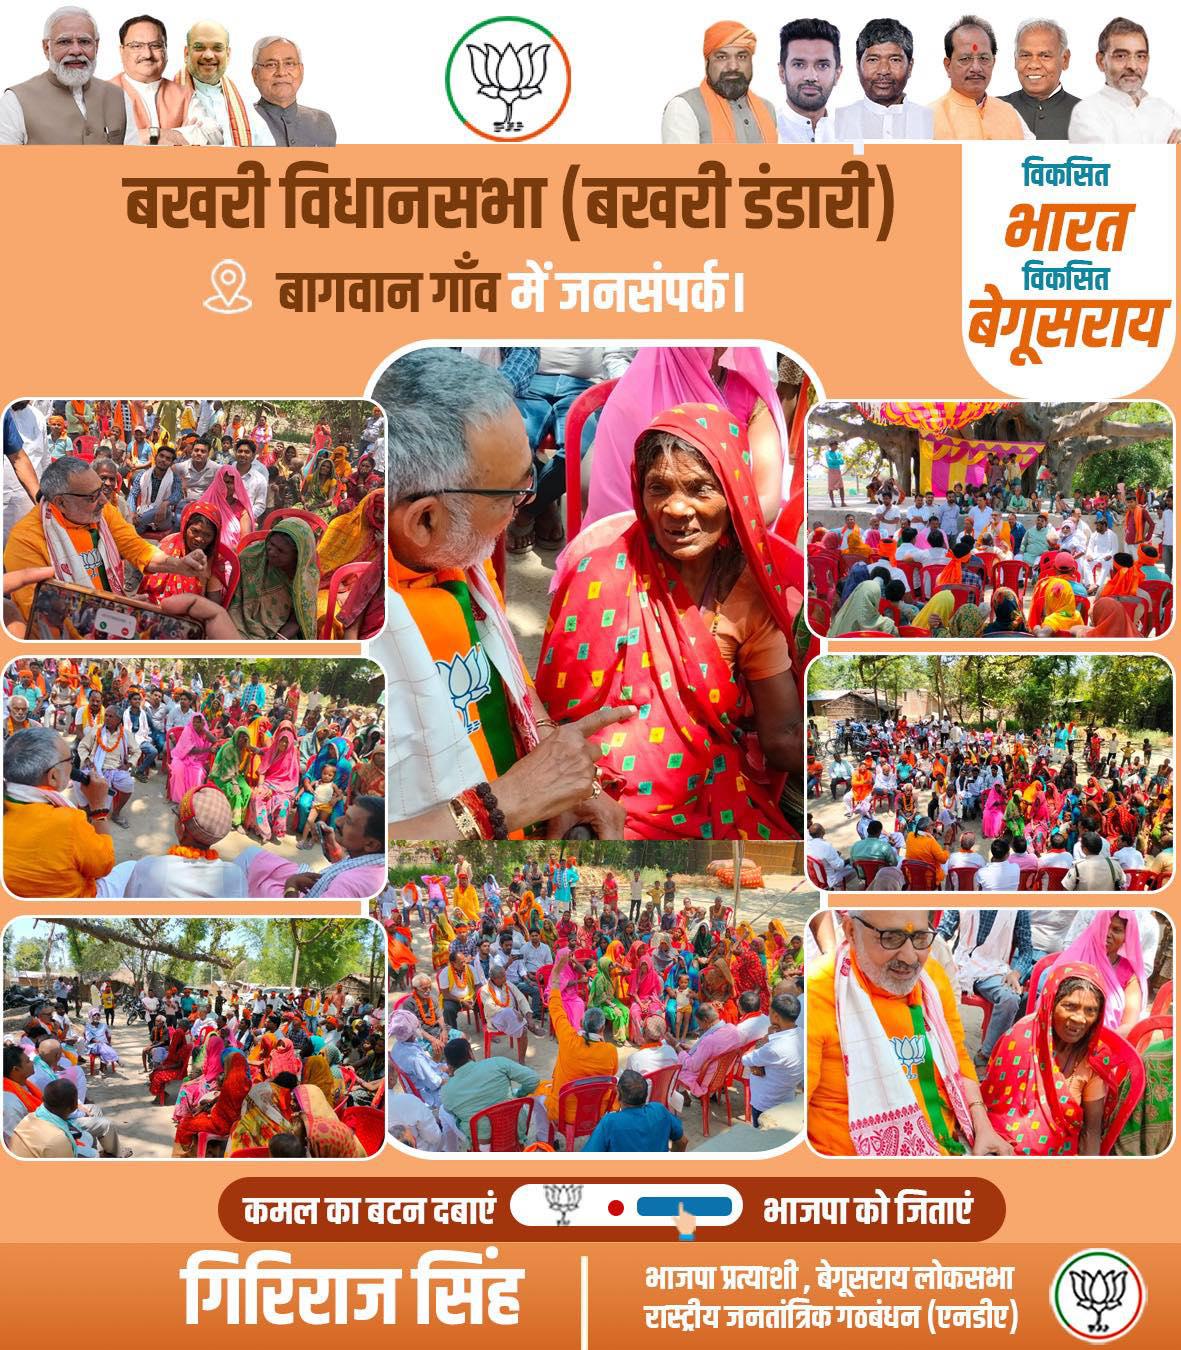 बखरी विधानसभा (बखरी डंडारी)
बागवान गाँव में जनसंपर्क।
विकसित
भारत
विकसित
बेगूसराय
कमल का बटन दबाएं
भाजपा को जिताएं
गिरिराज सिंह
भाजपा प्रत्याशी , बेगूसराय लोकसभा
रास्ट्रीय जनतांत्रिक गठबंधन (एनडीए)